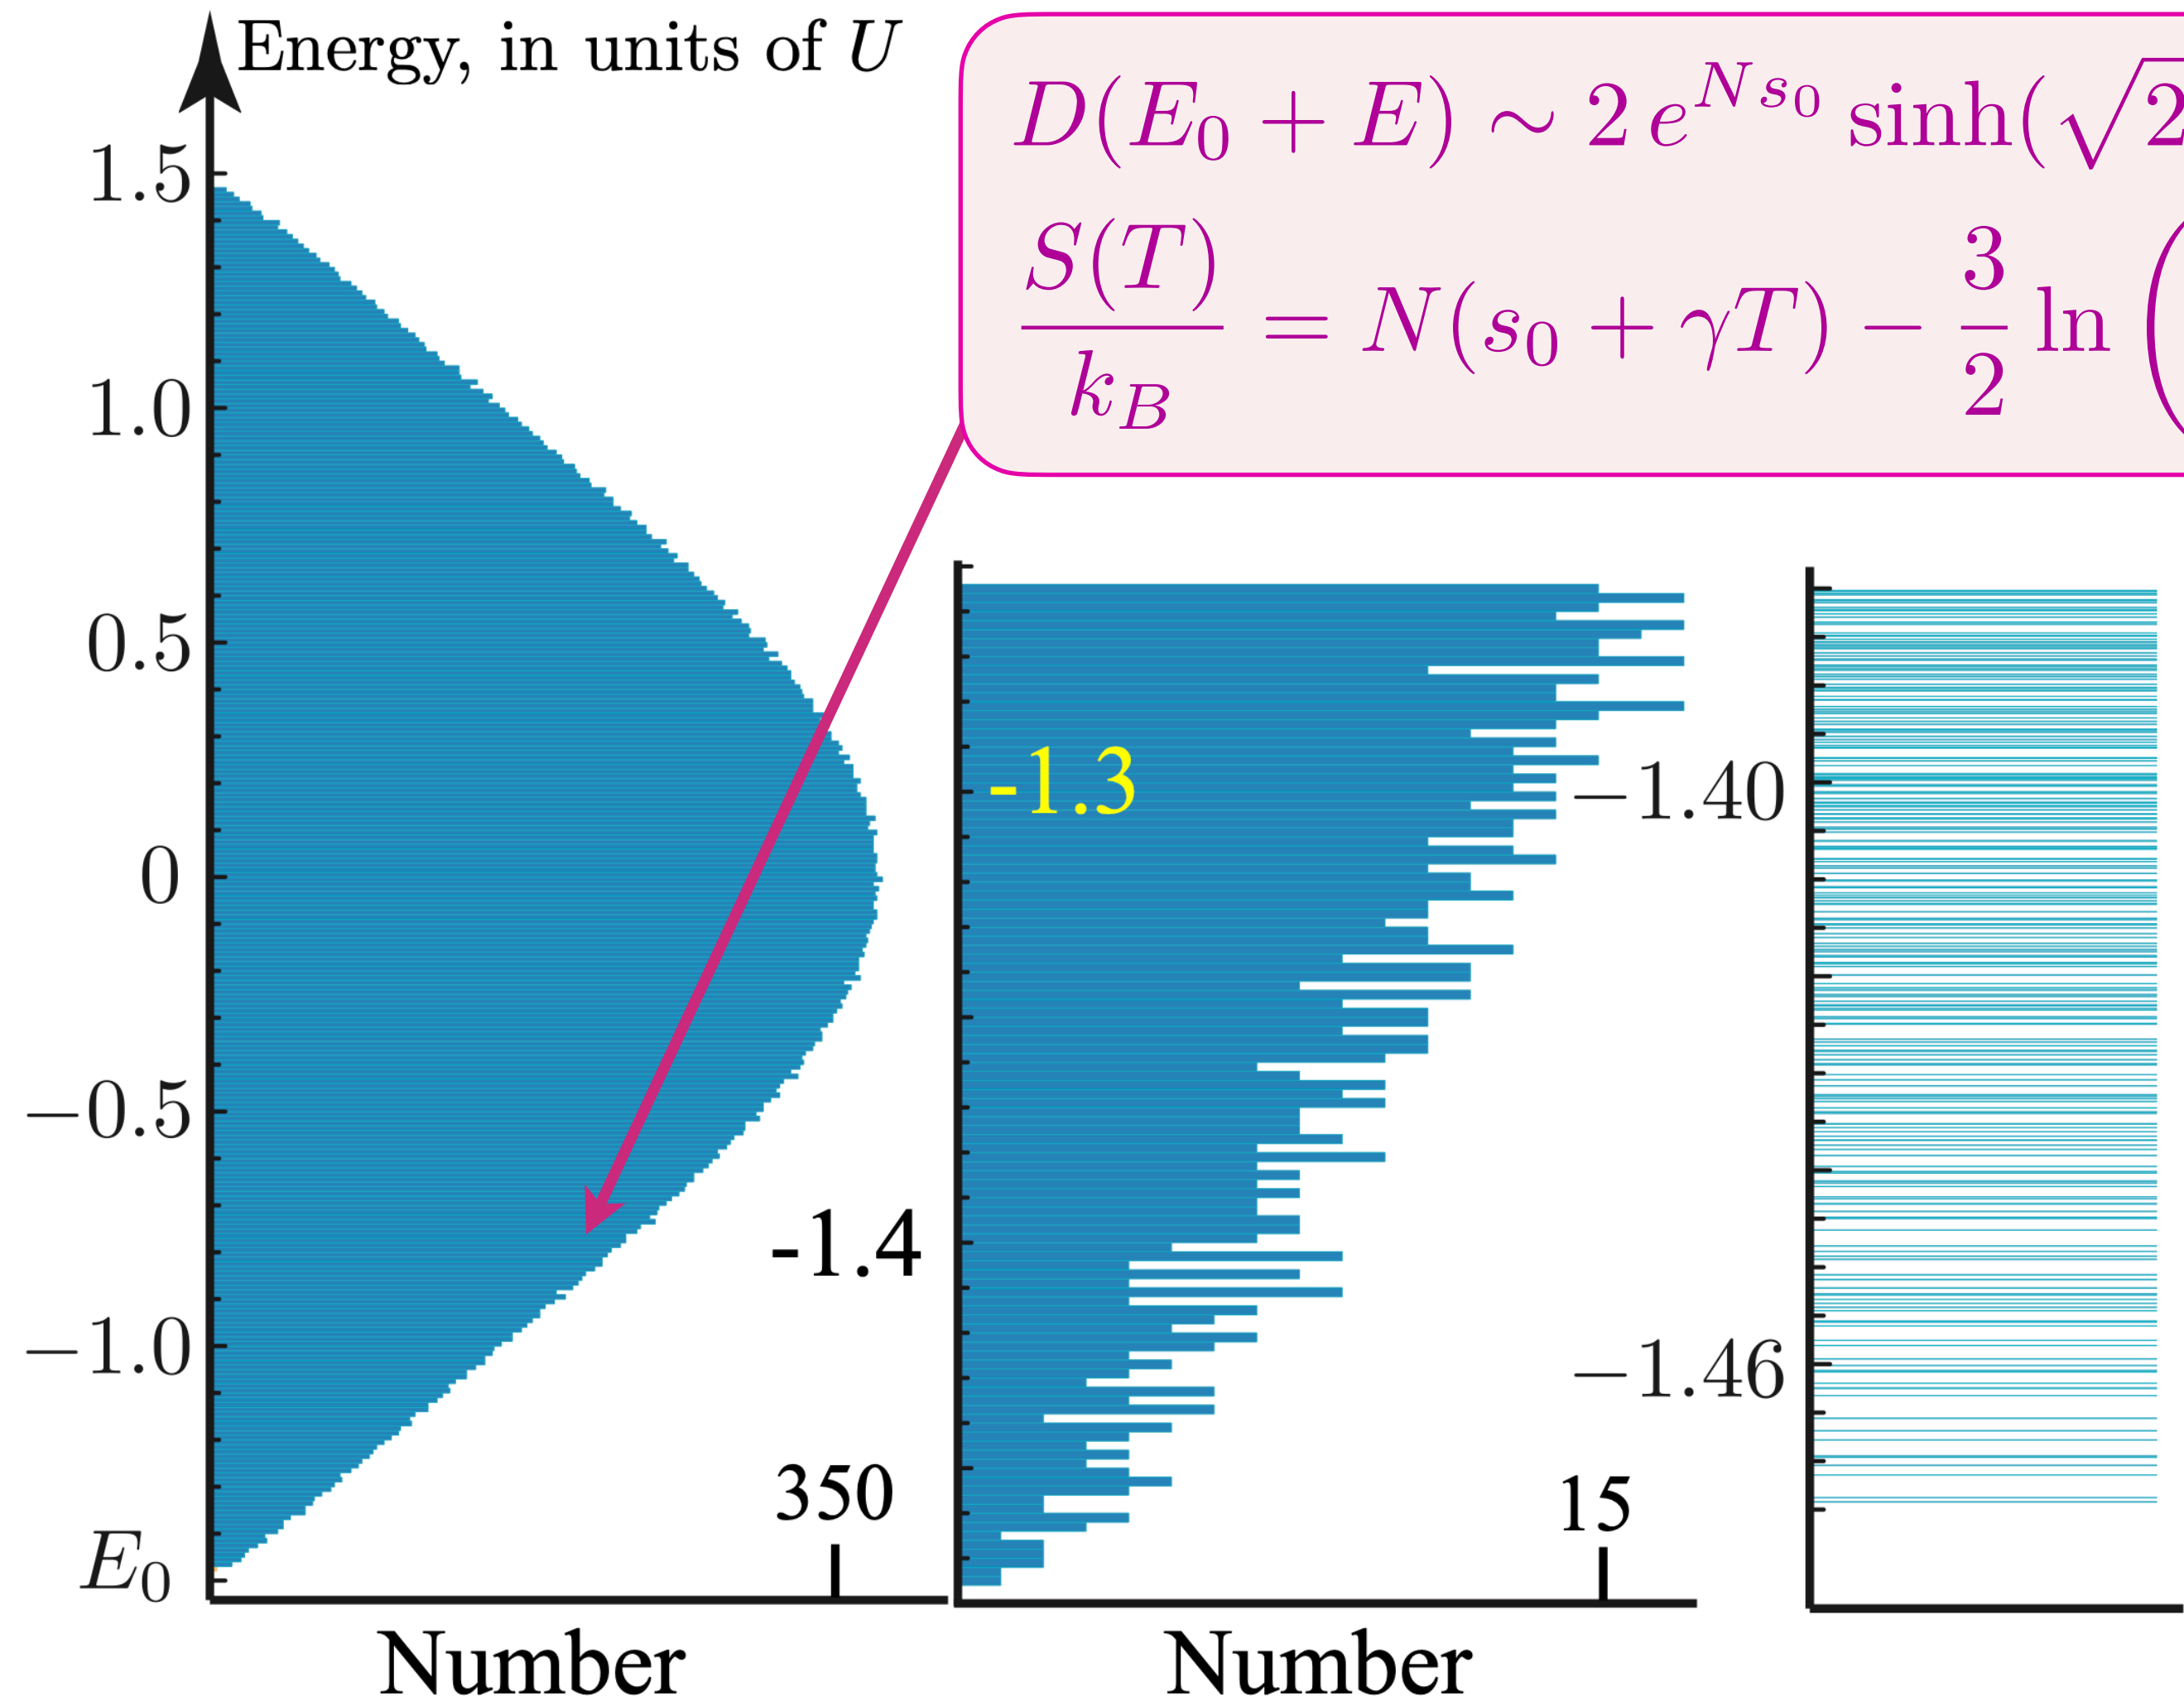 Energy, in units of U
D(E₀ + E) ∼ 2 e^{Ns₀} sinh(√2
S(T)/k_B = N(s₀ + γT) − 3/2 ln (
1.5
1.0
0.5
0
−0.5
−1.0
E₀
350
Number
-1.3
-1.4
15
Number
−1.40
−1.46